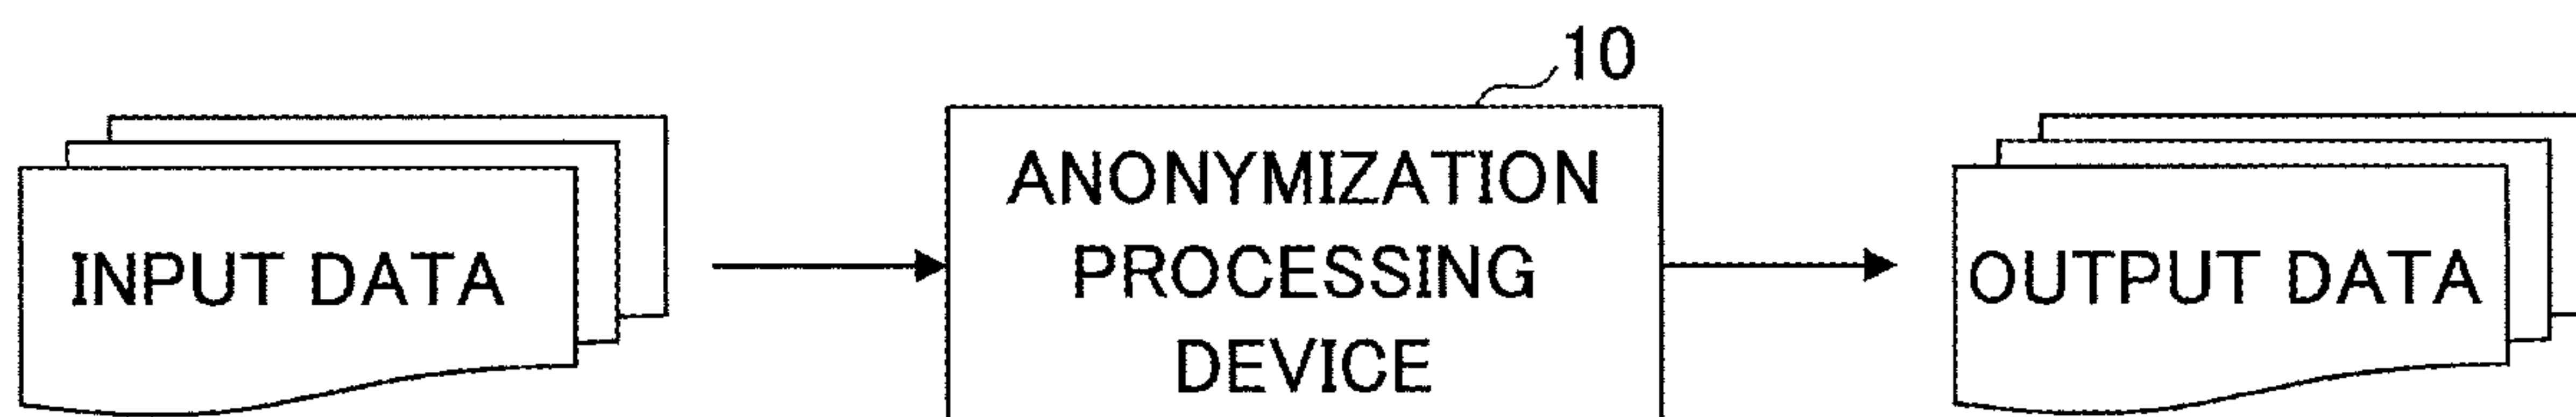 10
INPUT DATA
ANONYMIZATION
PROCESSING
DEVICE
OUTPUT DATA